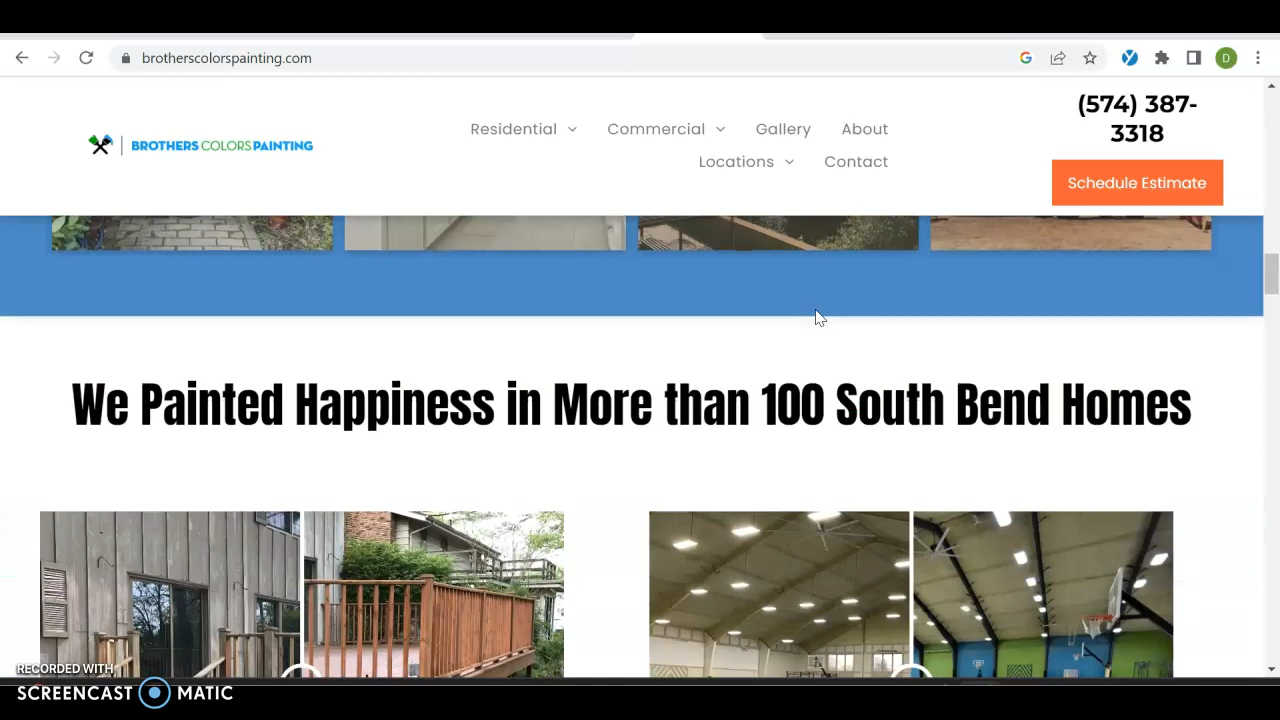 brotherscolorspainting.com
D
(574) 387-
3318
Residential
Commercial
Gallery
About
BROTHERS COLORS PAINTING
Locations
Contact
Schedule Estimate
We Painted Happiness in More than 100 South Bend Homes
RECORDED WITH
SCREENCAST MATIC